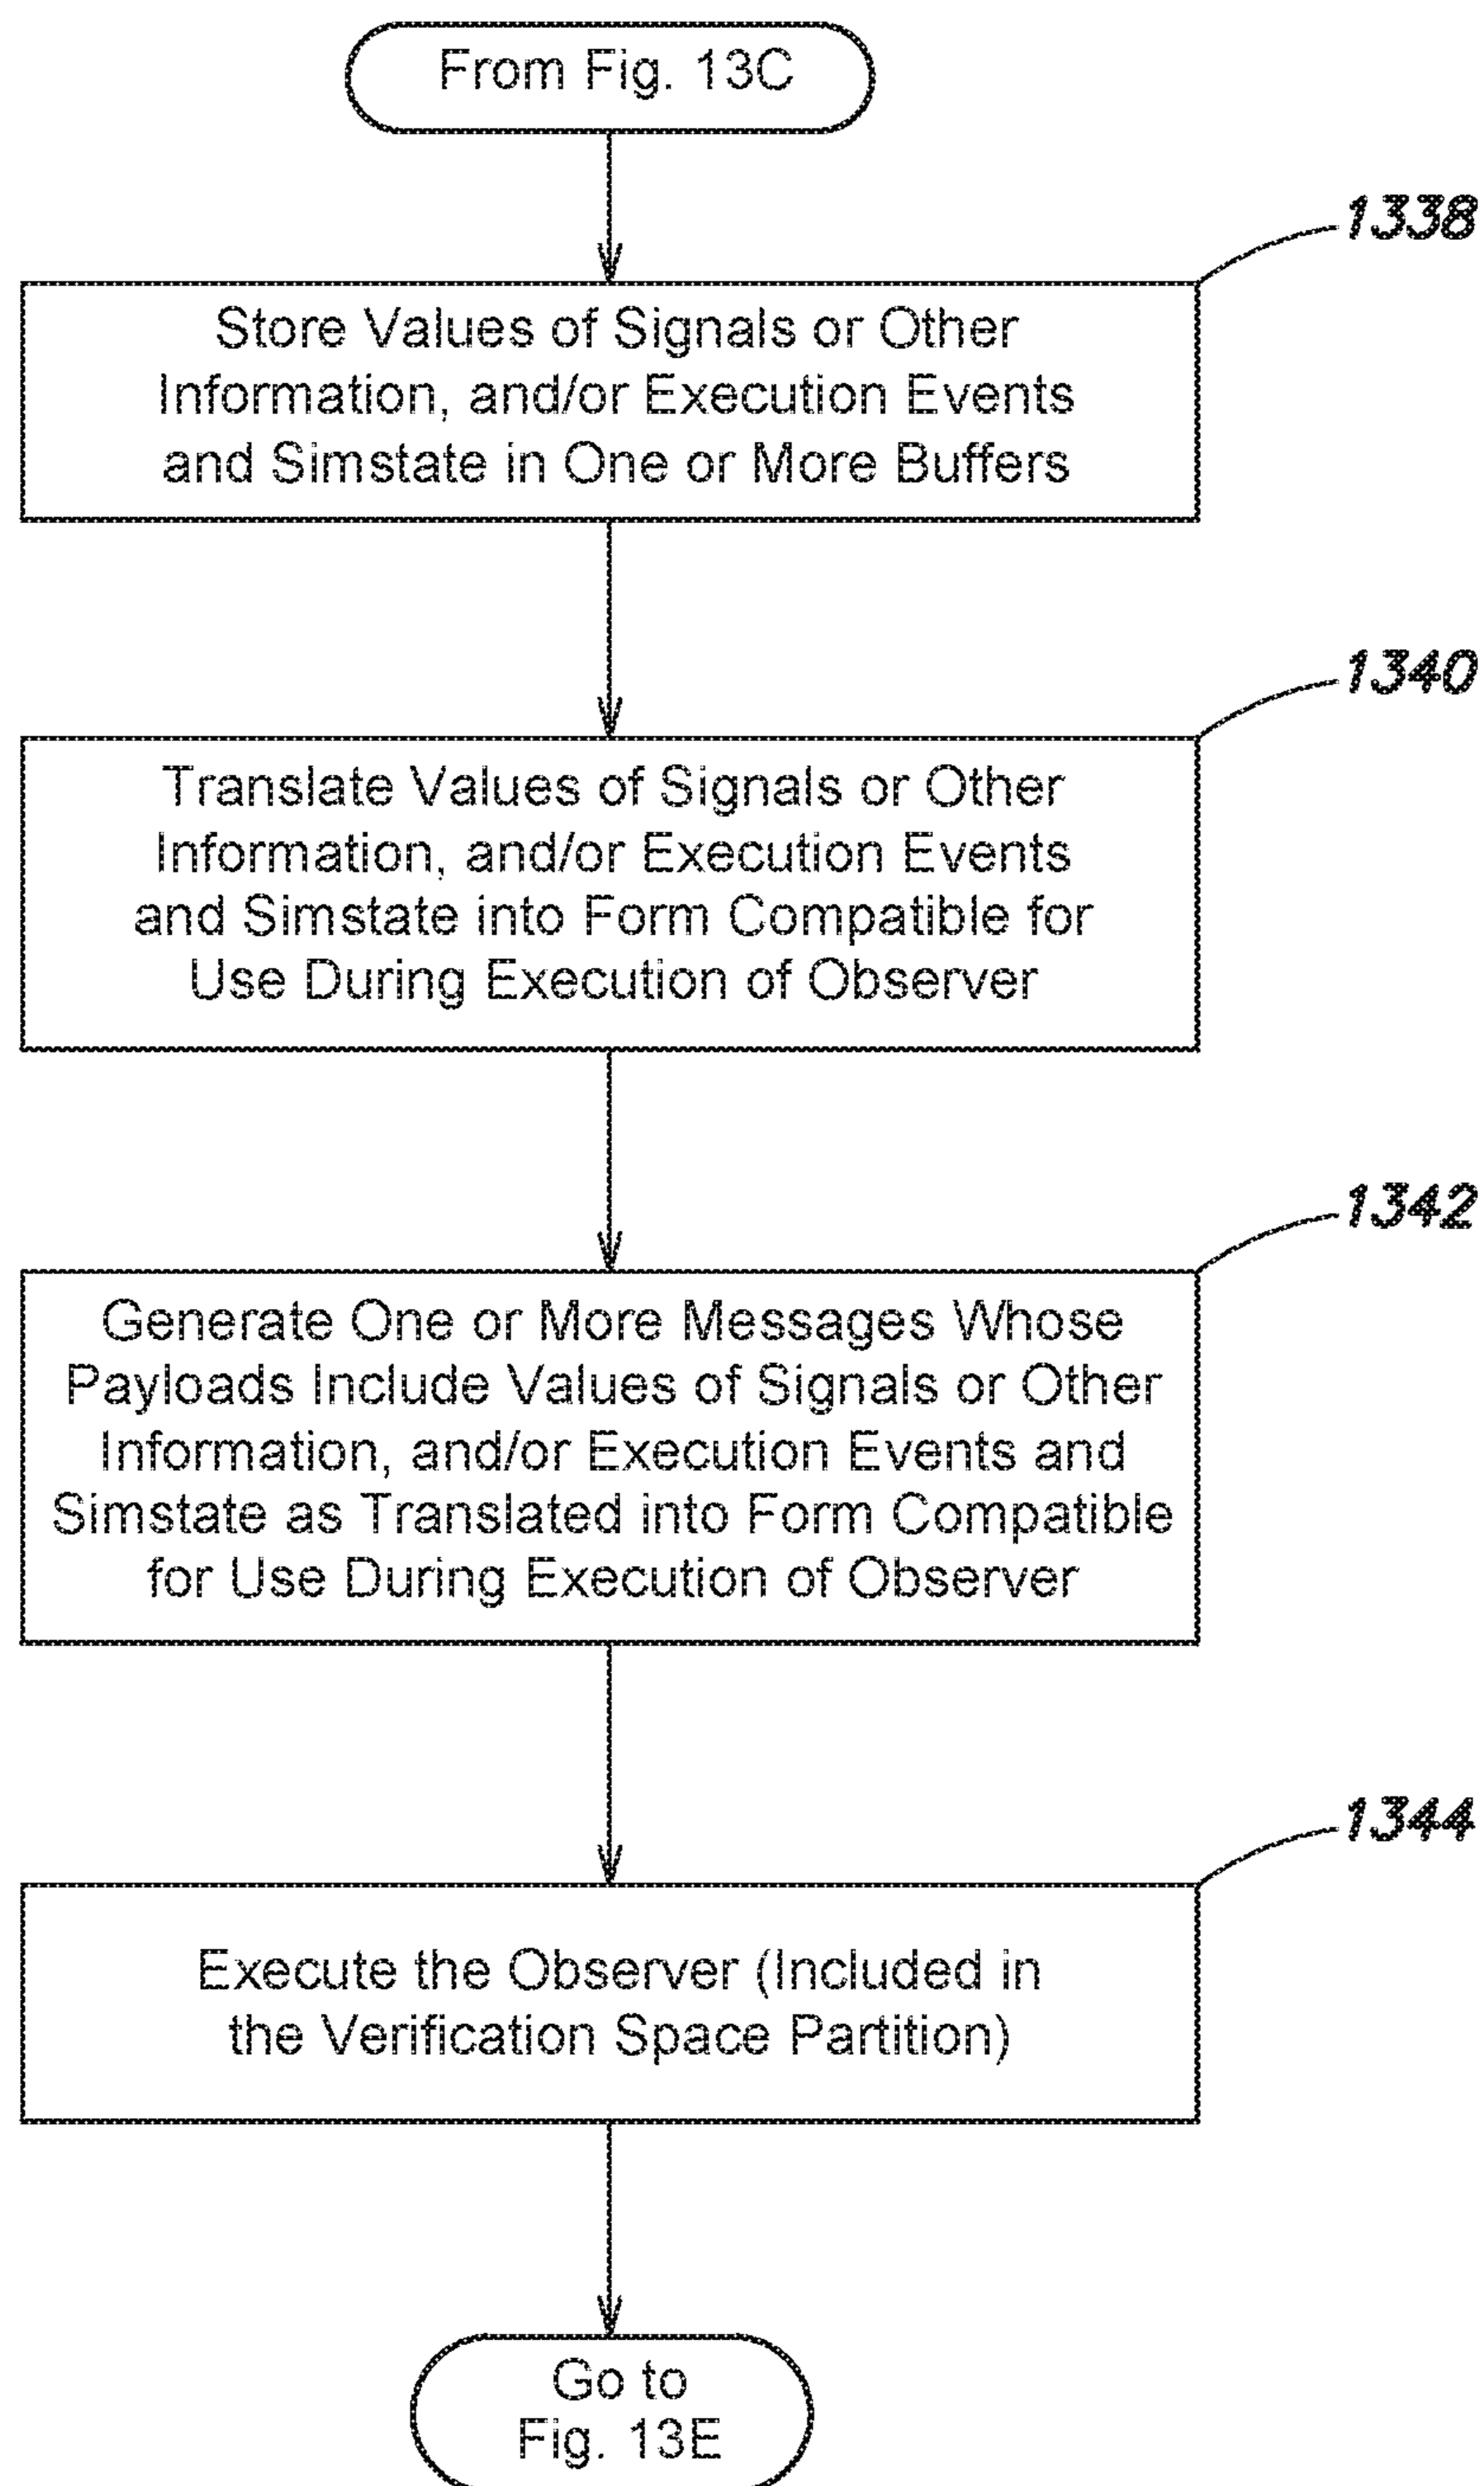 From Fig. 13C
1338
Store Values of Signals or Other
Information, and/or Execution Events
and Simstate in One or More Buffers
1340
Translate Values of Signals or Other
Information, and/or Execution Events
and Simstate into Form Compatible for
Use During Execution of Observer
1342
Generate One or More Messages Whose
Payloads Include Values of Signals or Other
Information, and/or Execution Events and
Simstate as Translated into Form Compatible
for Use During Execution of Observer
1344
Execute the Observer (Included in
the Verification Space Partition)
Go to
Fig. 13E